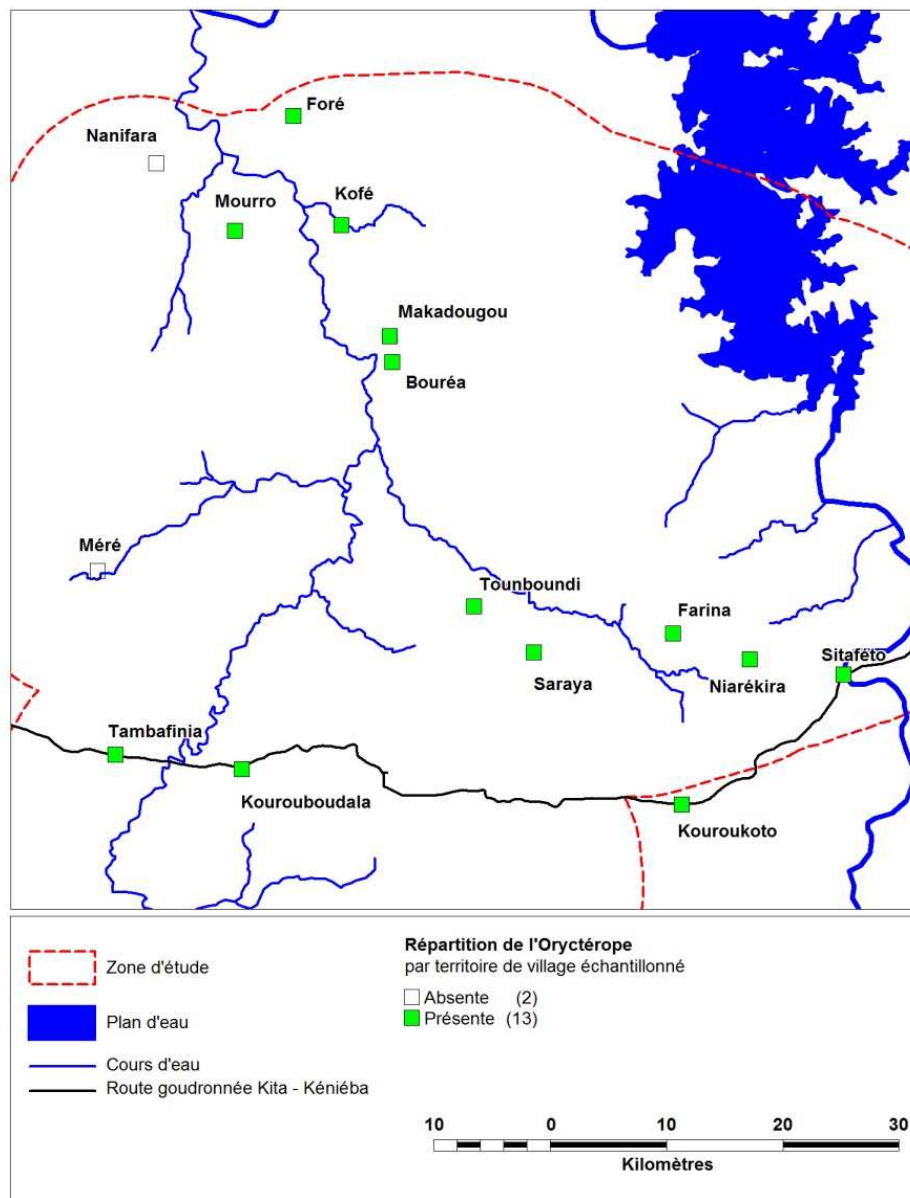 Foré
Nanifara
Mourro
Kofé
Makadougou
Bouréa
Méré
Tounboundi
Farina
Sitaféto
Saraya
Niarékira
Tambafinia
Kourouboudala
Kouroukoto
Zone d'étude
Plan d'eau
Cours d'eau
Route goudronnée Kita - Kéniéba
Répartition de l'Oryctérope
par territoire de village échantillonné
Absente (2)
Présente (13)
10 0 10 20 30
Kilomètres